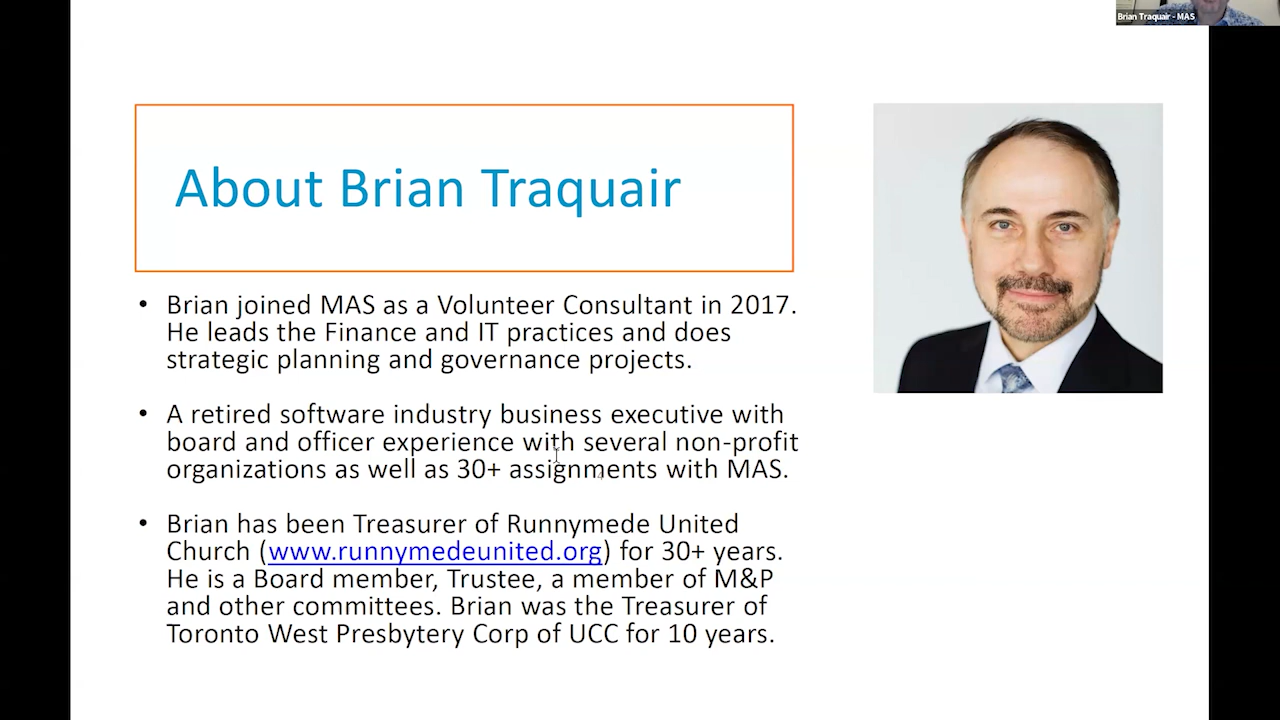 Brian Traquair - MAS
About Brian Traquair
• Brian joined MAS as a Volunteer Consultant in 2017.
He leads the Finance and IT practices and does
strategic planning and governance projects.
• A retired software industry business executive with
board and officer experience with several non-profit
organizations as well as 30+ assignments with MAS.
• Brian has been Treasurer of Runnymede United
Church (www.runnymedeunited.org) for 30+ years.
He is a Board member, Trustee, a member of M&P
and other committees. Brian was the Treasurer of
Toronto West Presbytery Corp of UCC for 10 years.